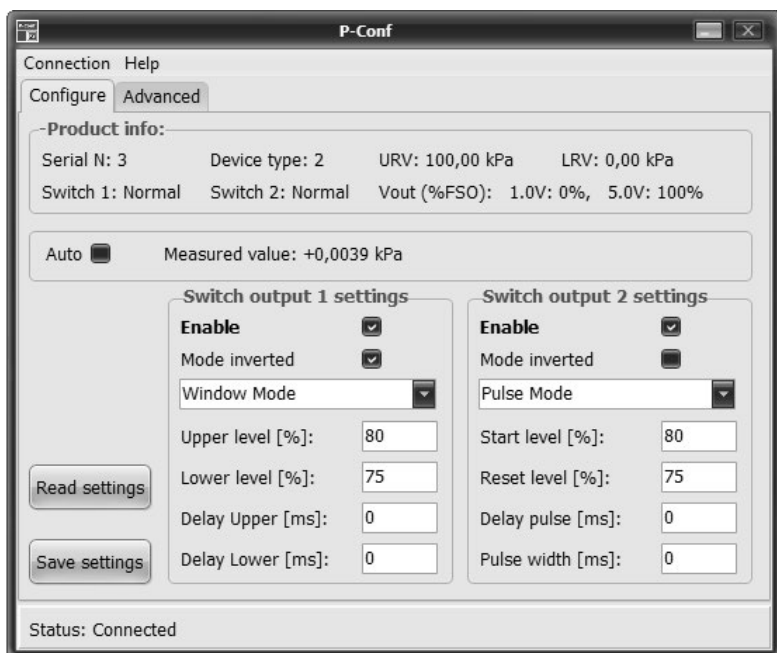 P-Conf
Connection Help
Configure Advanced
Product info:
Serial N: 3 Device type: 2 URV: 100,00 kPa LRV: 0,00 kPa
Switch 1: Normal Switch 2: Normal Vout (%FSO): 1.0V: 0%, 5.0V: 100%
Auto Measured value: +0,0039 kPa
Switch output 1 settings
Enable
Mode inverted
Window Mode
Upper level [%]: 80
Lower level [%]: 75
Delay Upper [ms]: 0
Delay Lower [ms]: 0
Switch output 2 settings
Enable
Mode inverted
Pulse Mode
Start level [%]: 80
Reset level [%]: 75
Delay pulse [ms]: 0
Pulse width [ms]: 0
Read settings
Save settings
Status: Connected